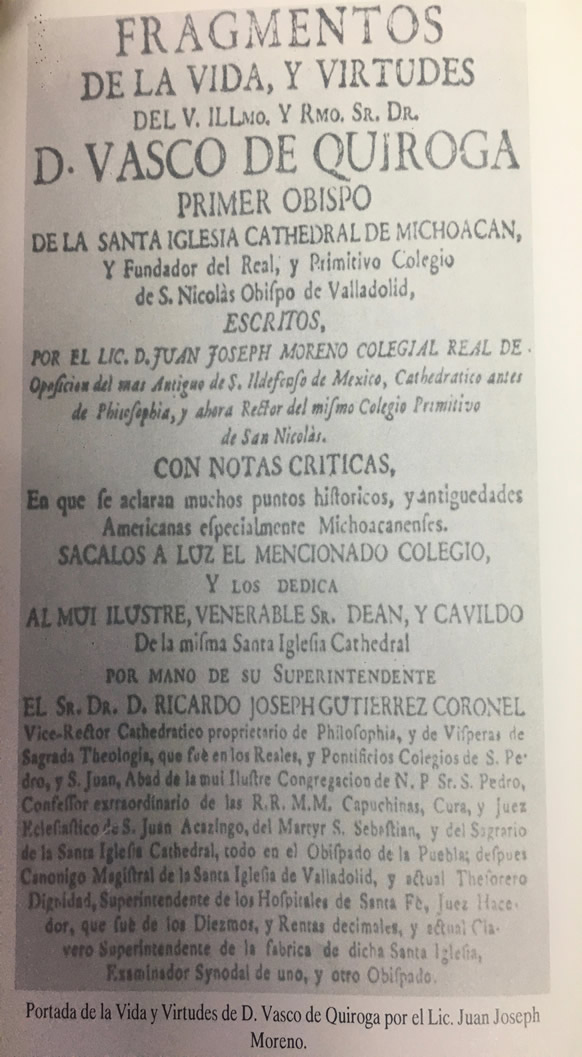 FRAGMENTOS
DE LA VIDA, Y VIRTUDES
DEL V. ILLMO. Y RMO. SR. DR.
D. VASCO DE QUIROGA
PRIMER OBISPO
DE LA SANTA IGLESIA CATHEDRAL DE MICHOACAN,
Y Fundador del Real, y Primitivo Colegio
de S. Nicolàs Obiſpo de Valladolid,
ESCRITOS,
POR EL LIC. D. JUAN JOSEPH MORENO COLEGIAL REAL DE
Opoſicion del mas Antiguo de S. Ildefonſo de Mexico, Cathedratico antes
de Philoſophia, y ahora Rector del miſmo Colegio Primitivo
de San Nicolàs.
CON NOTAS CRITICAS,
En que ſe aclaran muchos puntos hiſtoricos, y antiguedades
Americanas eſpecialmente Michoacanenſes.
SACALOS A LUZ EL MENCIONADO COLEGIO,
Y LOS DEDICA
AL MUI ILUSTRE, VENERABLE SR. DEAN, Y CAVILDO
De la miſma Santa Igleſia Cathedral
POR MANO DE SU SUPERINTENDENTE
EL SR. DR. D. RICARDO JOSEPH GUTIERREZ CORONEL
Vice-Rector Cathedratico proprietario de Philoſophia, y de Viſperas de
Sagrada Theologia, que fuè en los Reales, y Pontificios Colegios de S. Pe-
dro, y S. Juan, Abad de la mui Iluſtre Congregacion de N. P. Sr. S. Pedro,
Confeſſor extraordinario de las R.R. M.M. Capuchinas, Cura, y Juez
Ecleſiaſtico de S. Juan Acazingo, del Martyr S. Sebaſtian, y del Sagrario
de la Santa Igleſia Cathedral, todo en el Obiſpado de la Puebla; deſpues
Canonigo Magiſtral de la Santa Igleſia de Valladolid, y actual Theſorero
Dignidad, Superintendente de los Hoſpitales de Santa Fè, Juez Hace-
dor, que fuè de los Diezmos, y Rentas decimales, y actual Cla-
vero Superintendente de la fabrica de dicha Santa Igleſia,
Examinador Synodal de uno, y otro Obiſpado.
Portada de la Vida y Virtudes de D. Vasco de Quiroga por el Lic. Juan Joseph
Moreno.